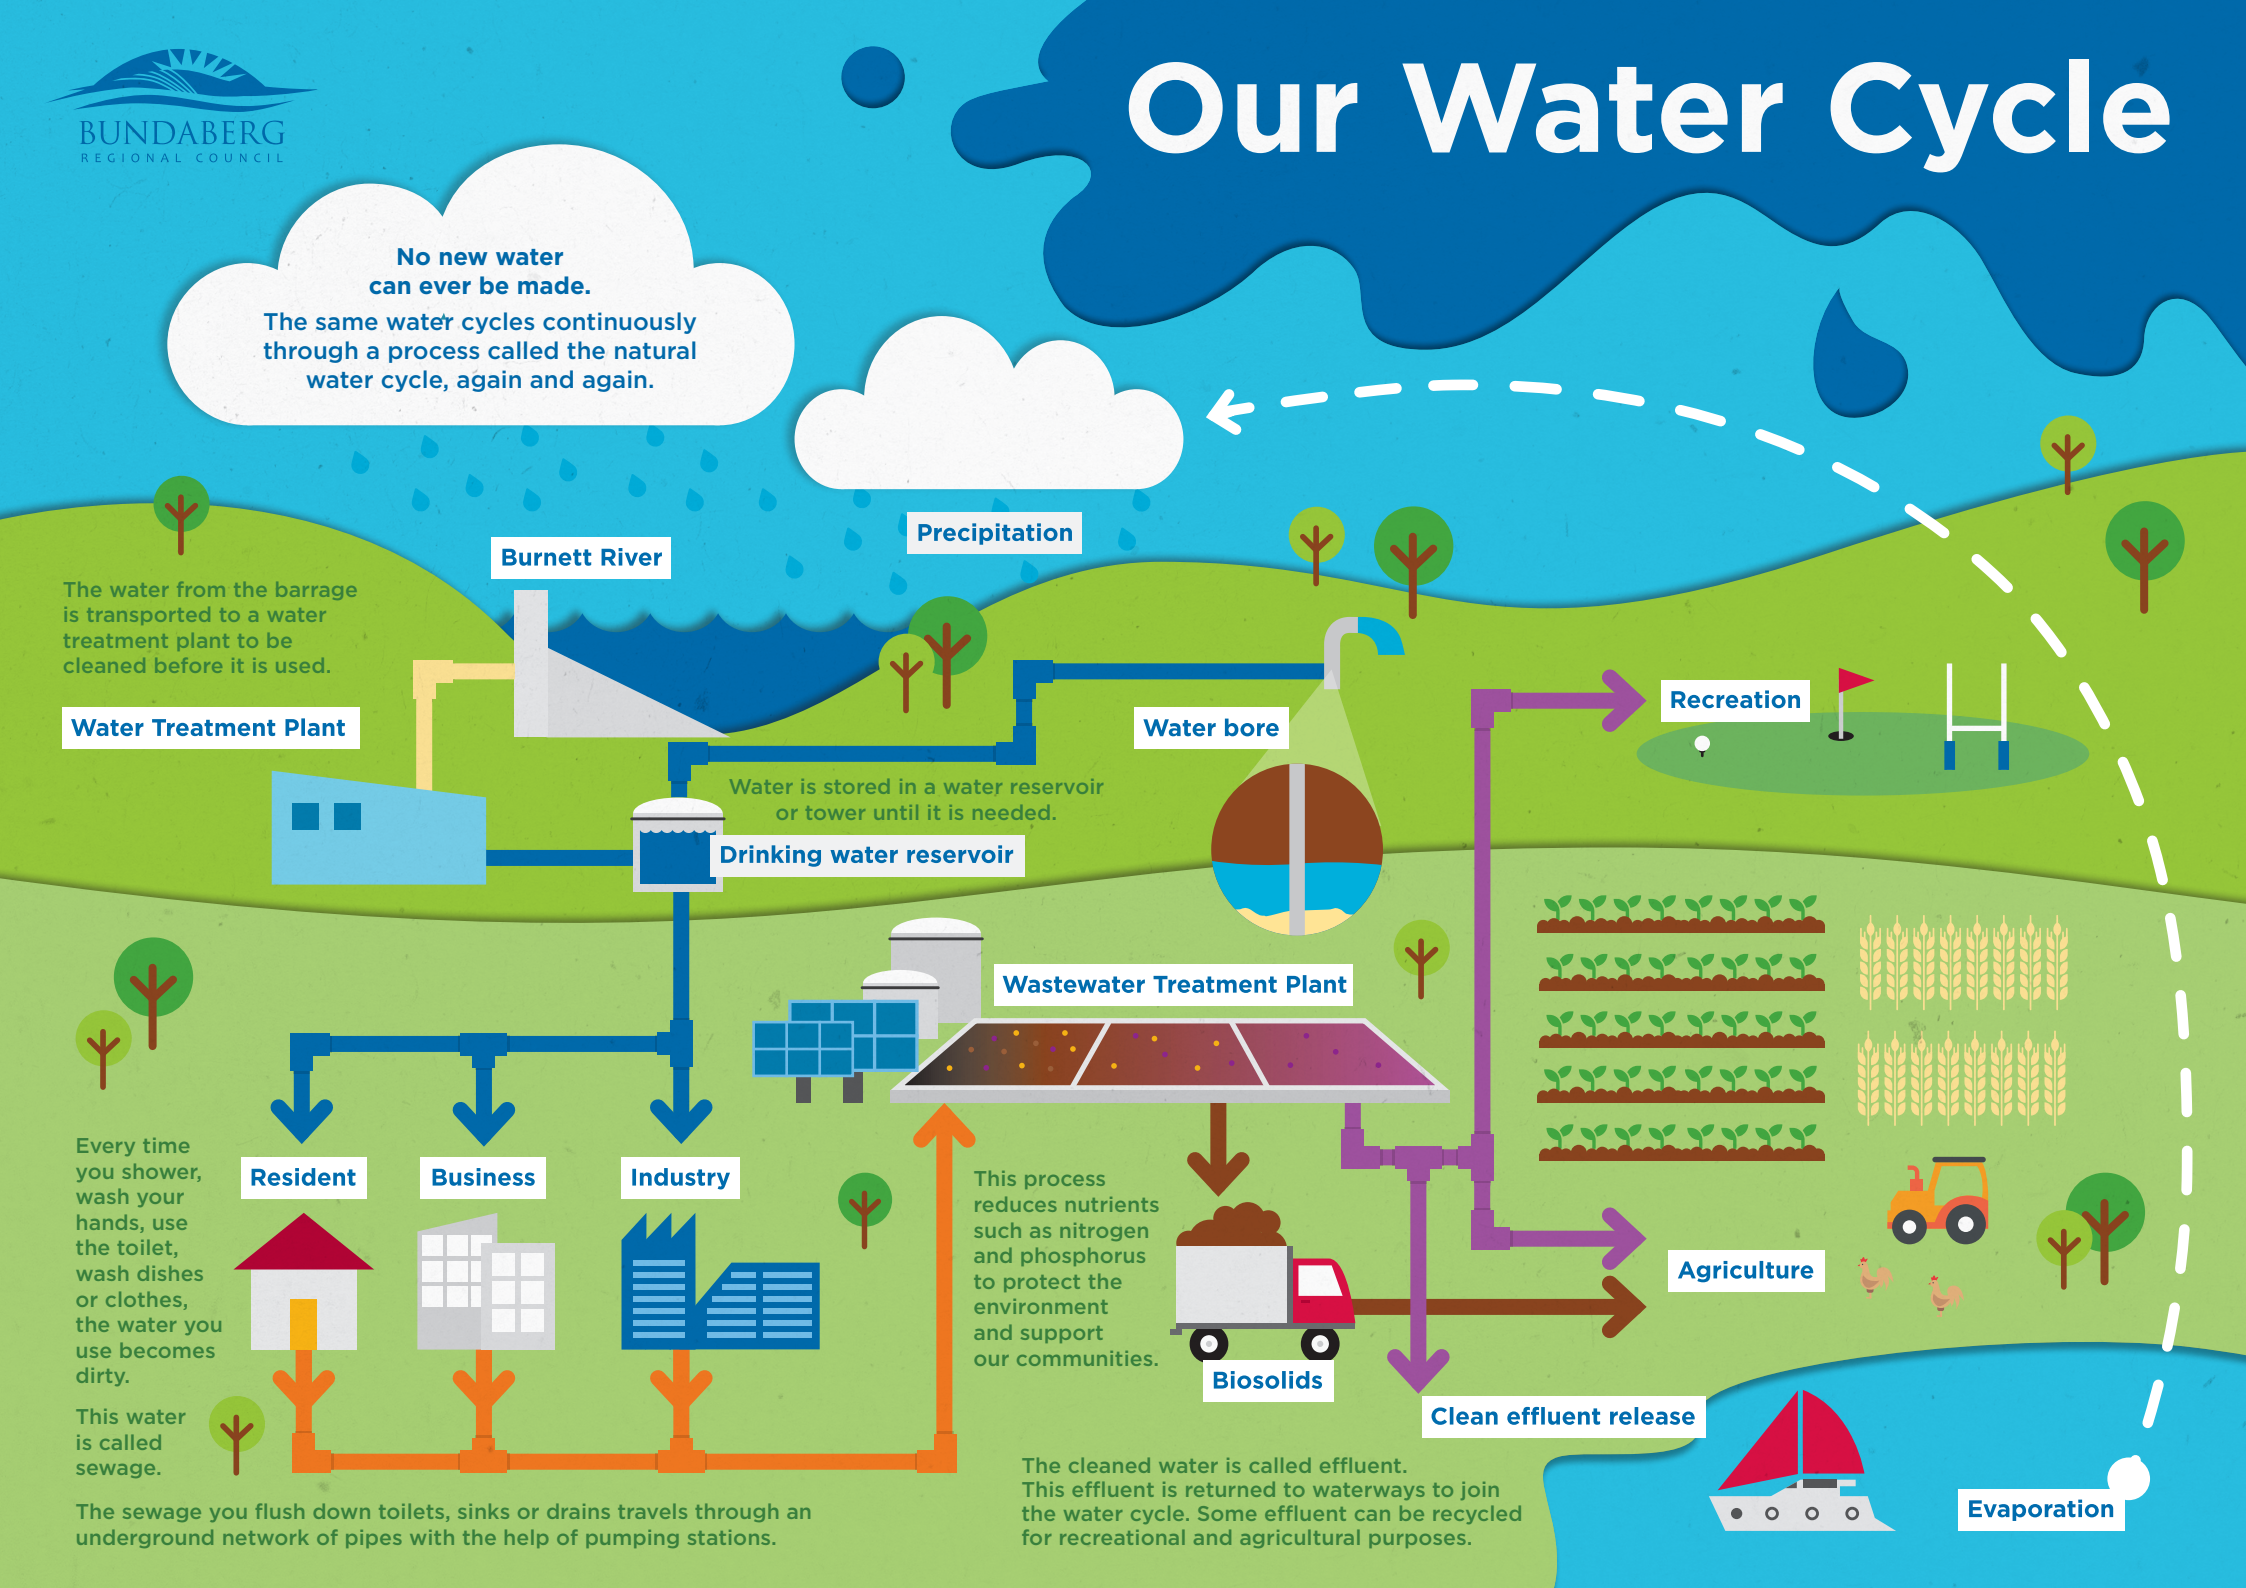 BUNDABERG
REGIONAL COUNCIL
Our Water Cycle
No new water
can ever be made.
The same water cycles continuously
through a process called the natural
water cycle, again and again.
Precipitation
Burnett River
The water from the barrage
is transported to a water
treatment plant to be
cleaned before it is used.
Water Treatment Plant
Water bore
Recreation
Water is stored in a water reservoir
or tower until it is needed.
Drinking water reservoir
Wastewater Treatment Plant
Every time
you shower,
wash your
hands, use
the toilet,
wash dishes
or clothes,
the water you
use becomes
dirty.
This water
is called
sewage.
Resident
Business
Industry
This process
reduces nutrients
such as nitrogen
and phosphorus
to protect the
environment
and support
our communities.
Agriculture
Biosolids
Clean effluent release
The sewage you flush down toilets, sinks or drains travels through an
underground network of pipes with the help of pumping stations.
The cleaned water is called effluent.
This effluent is returned to waterways to join
the water cycle. Some effluent can be recycled
for recreational and agricultural purposes.
Evaporation